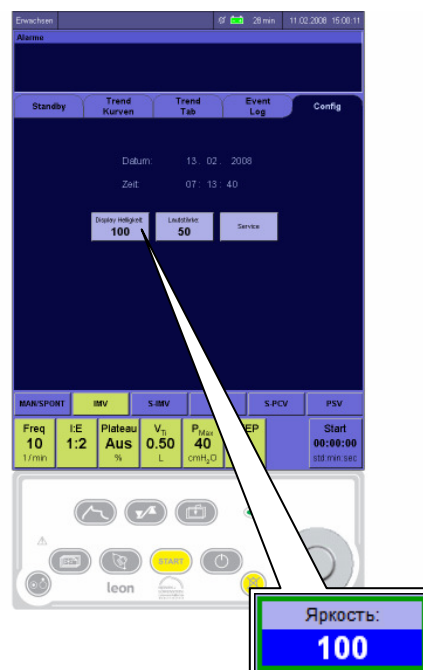 Erwachsen 28 min 11.02.2008 15:08:11
Alarme
Standby Trend Kurven Trend Tab Event Log Config
Datum: 13. 02. 2008
Zeit: 07: 13: 40
Display Helligkeit: Lautstärke: Service
100 50
MAN/SPONT IMV S-IMV S-PCV PSV
Freq I:E Plateau VTi PMax EP Start
10 1:2 Aus 0.50 40 00:00:00
1/min % L cmH2O std:min:sec
START
leon
Яркость:
100